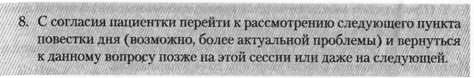 8. С согласия пациентки перейти к рассмотрению следующего пункта
повестки дня (возможно, более актуальной проблемы) и вернуться
к данному вопросу позже на этой сессии или даже на следующей.